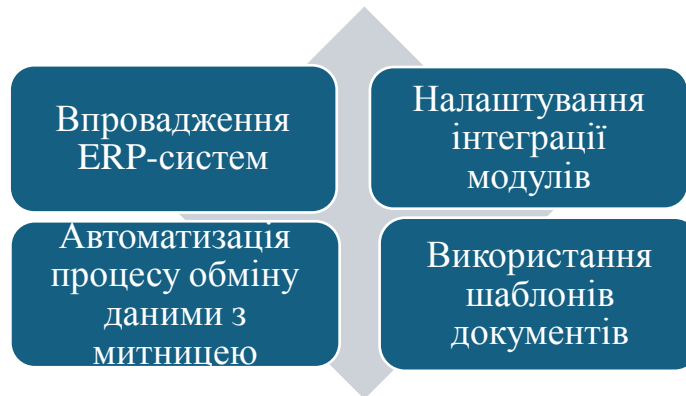 Впровадження
ERP-систем
Налаштування
інтеграції
модулів
Автоматизація
процесу обміну
даними з
митницею
Використання
шаблонів
документів